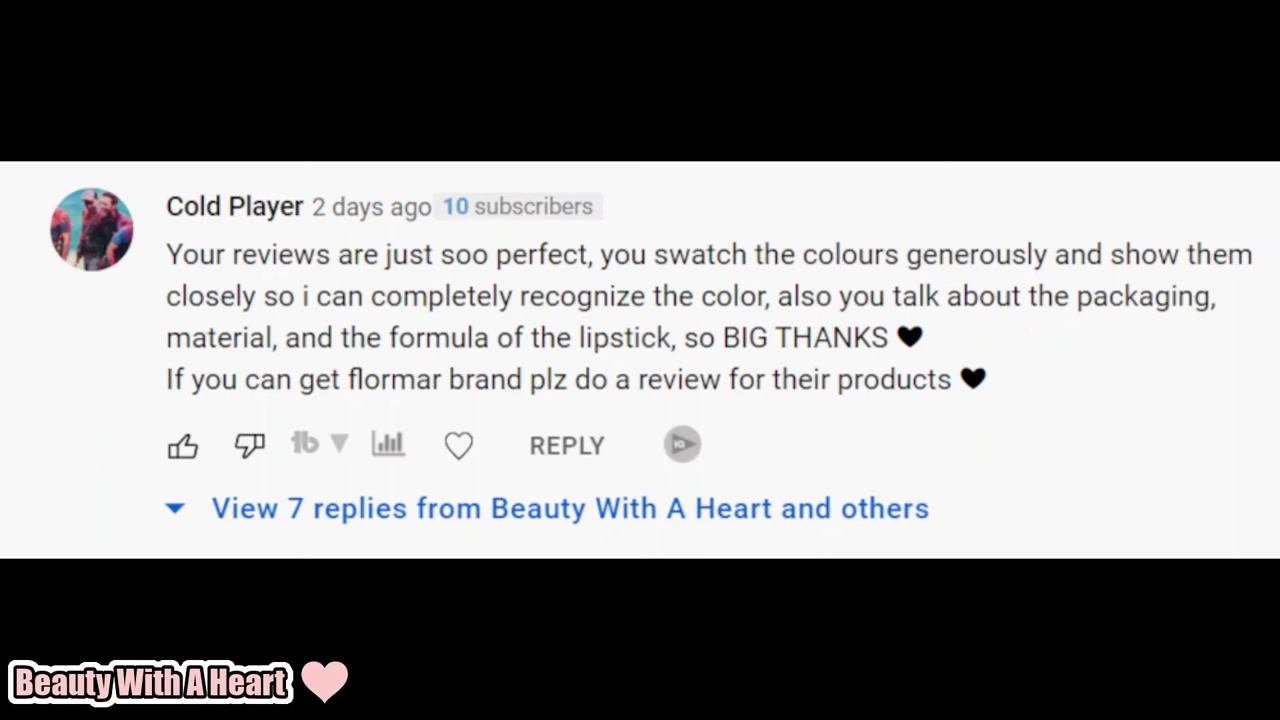 Cold Player 2 days ago 10 subscribers
Your reviews are just soo perfect, you swatch the colours generously and show them
closely so i can completely recognize the color, also you talk about the packaging,
material, and the formula of the lipstick, so BIG THANKS 🖤
If you can get flormar brand plz do a review for their products 🖤
tb
REPLY
IQ
View 7 replies from Beauty With A Heart and others
Beauty With A Heart